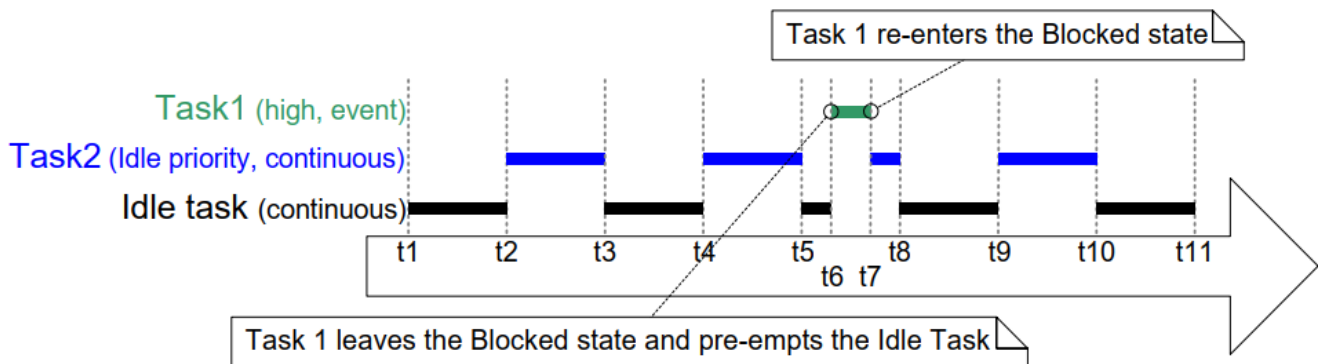 Task 1 re-enters the Blocked state
Task1 (high, event)
Task2 (Idle priority, continuous)
Idle task (continuous)
t1 t2 t3 t4 t5 t8 t9 t10 t11
t6 t7
Task 1 leaves the Blocked state and pre-empts the Idle Task